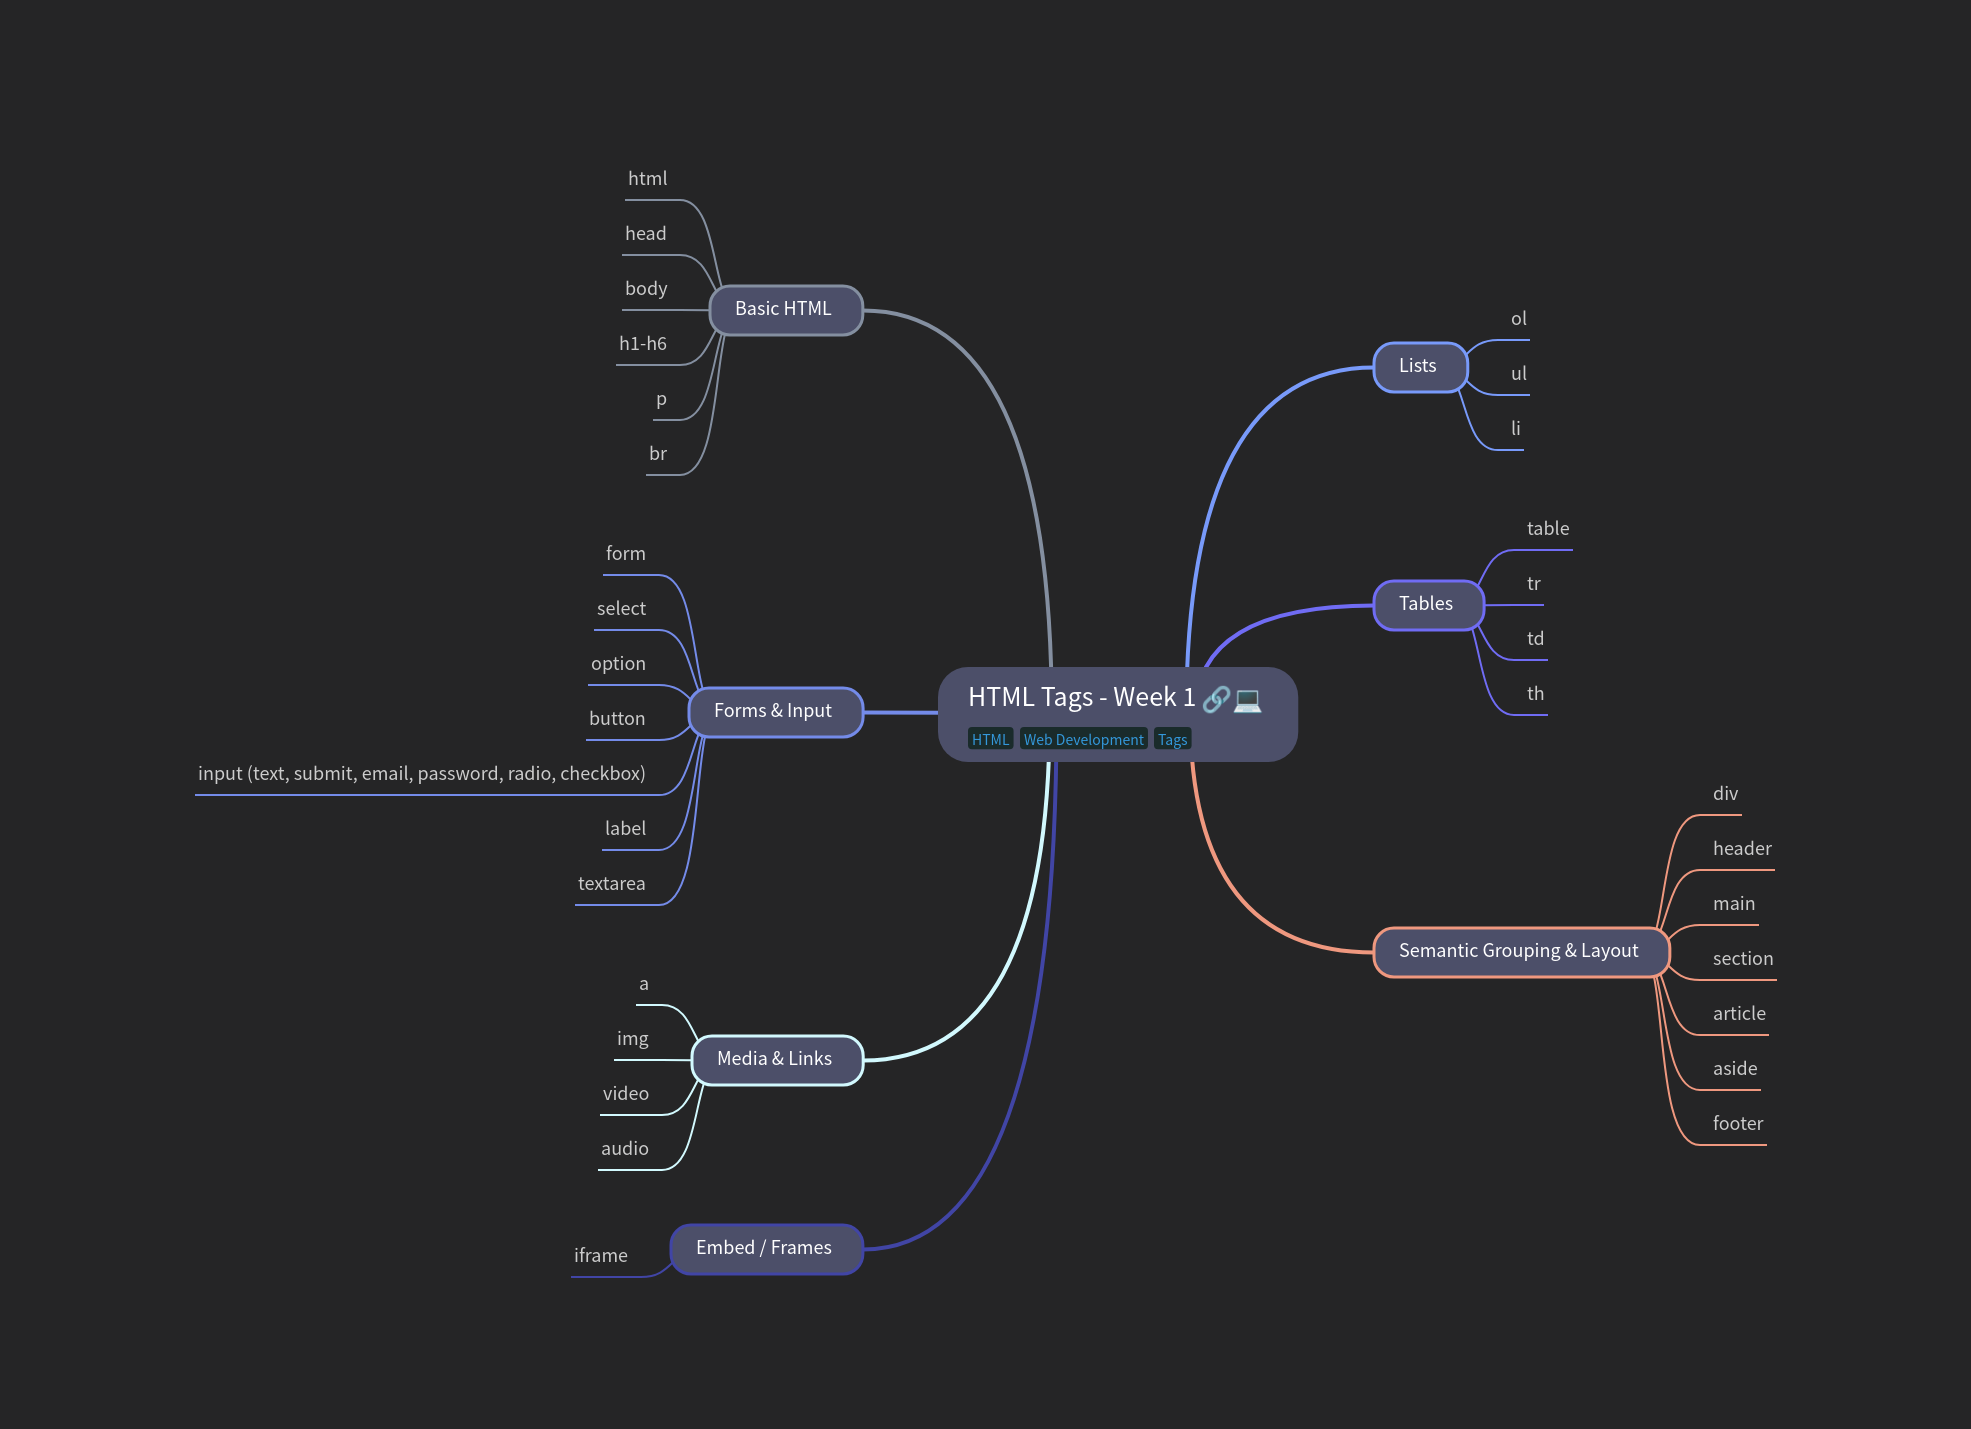 HTML Tags - Week 1 🔗💻
HTML Web Development Tags
Basic HTML
html
head
body
h1-h6
p
br
Forms & Input
form
select
option
button
input (text, submit, email, password, radio, checkbox)
label
textarea
Media & Links
a
img
video
audio
Embed / Frames
iframe
Lists
ol
ul
li
Tables
table
tr
td
th
Semantic Grouping & Layout
div
header
main
section
article
aside
footer